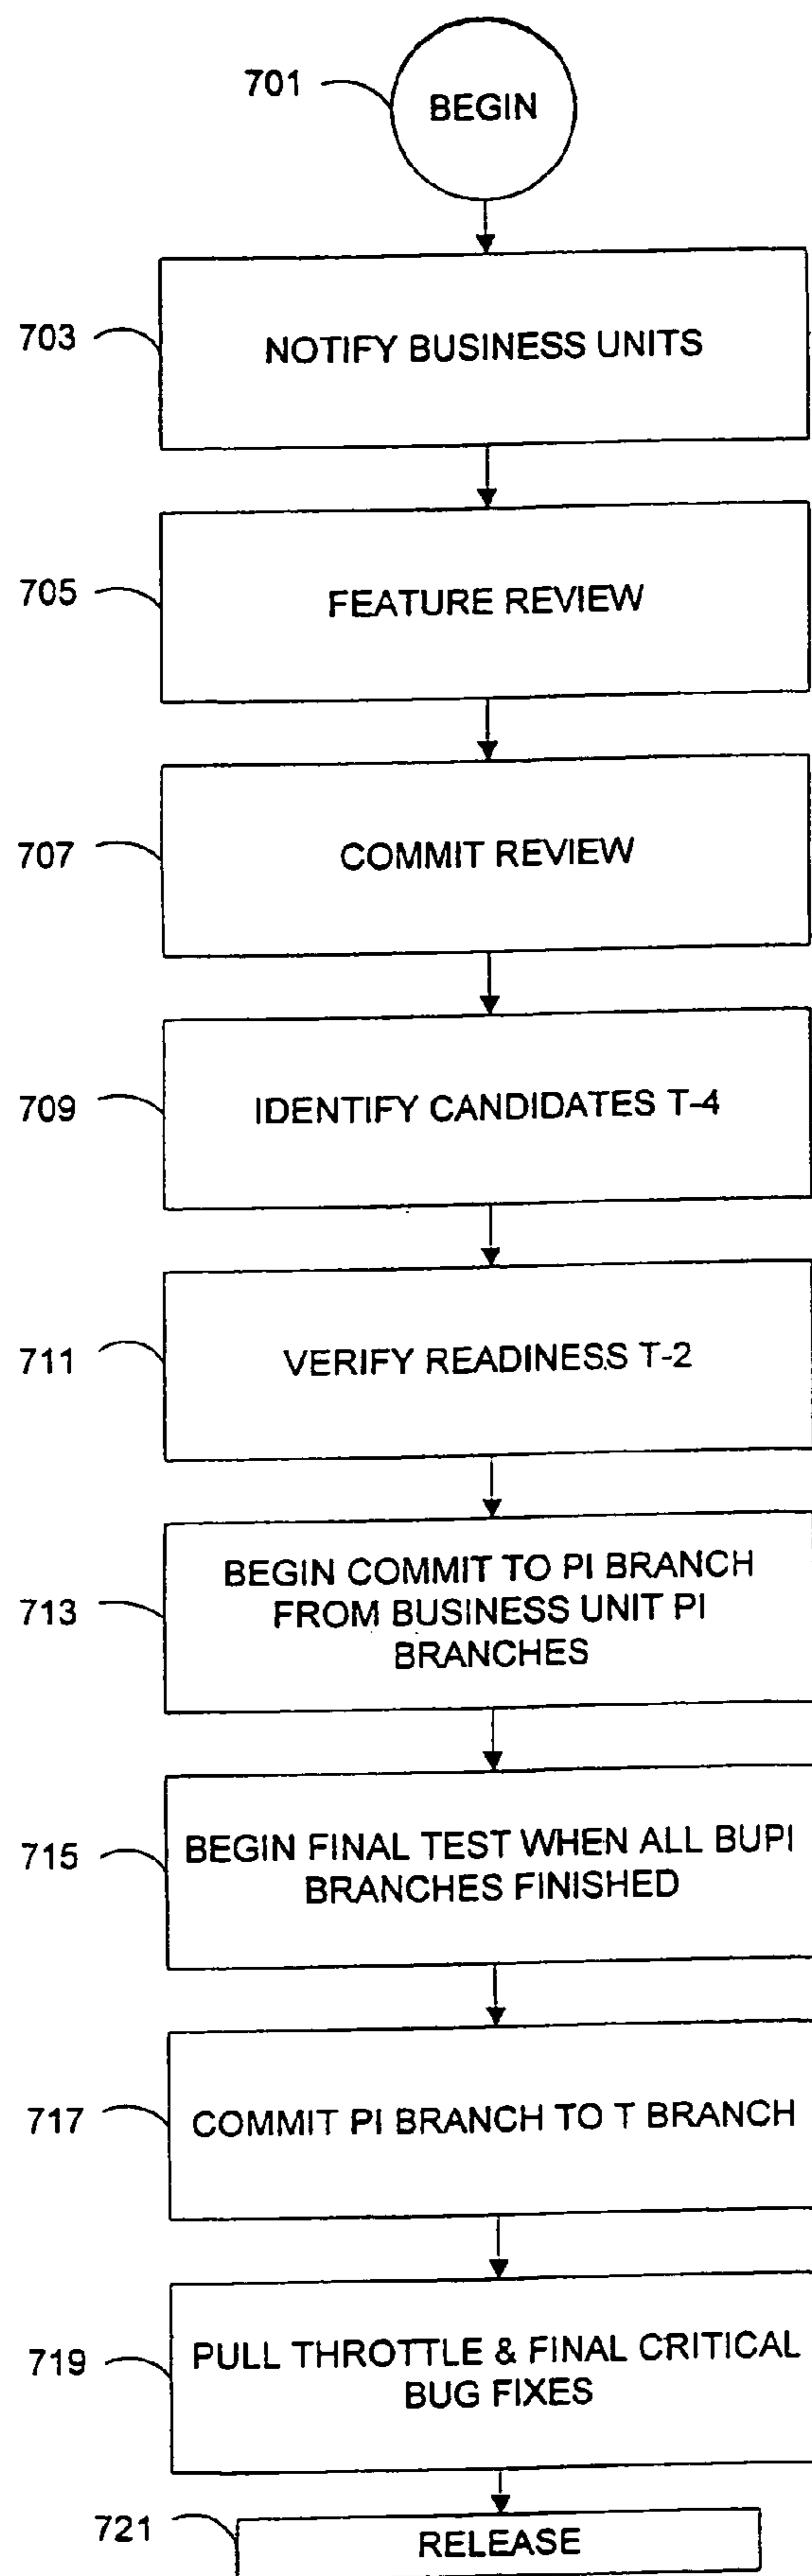 701
BEGIN
703
NOTIFY BUSINESS UNITS
705
FEATURE REVIEW
707
COMMIT REVIEW
709
IDENTIFY CANDIDATES T-4
711
VERIFY READINESS T-2
713
BEGIN COMMIT TO PI BRANCH
FROM BUSINESS UNIT PI
BRANCHES
715
BEGIN FINAL TEST WHEN ALL BUPI
BRANCHES FINISHED
717
COMMIT PI BRANCH TO T BRANCH
719
PULL THROTTLE & FINAL CRITICAL
BUG FIXES
721
RELEASE